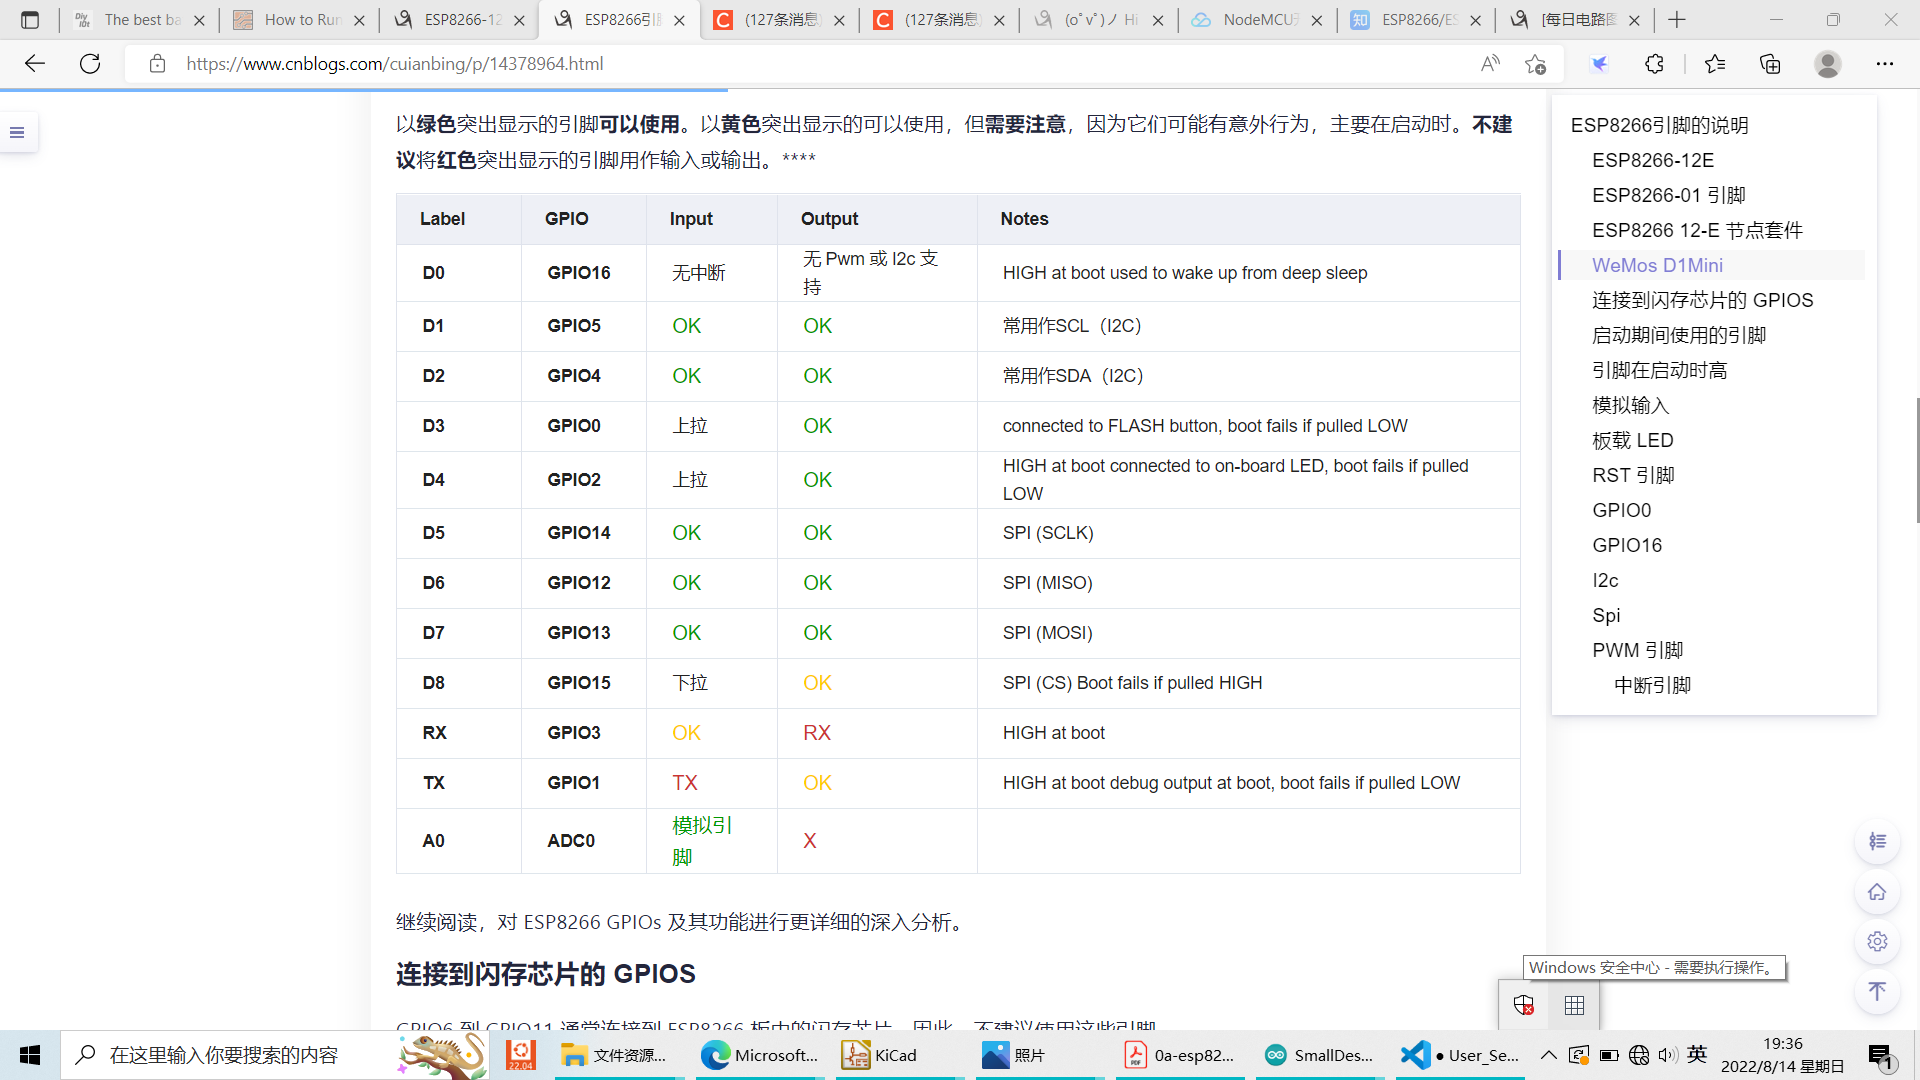 The best ba
How to Run
ESP8266-12
ESP8266引脚
(127条消息)
(127条消息)
(o˚v˚)ノ Hi
NodeMCU
ESP8266/ES
[每日电路图
https://www.cnblogs.com/cuianbing/p/14378964.html
以绿色突出显示的引脚可以使用。以黄色突出显示的可以使用，但需要注意，因为它们可能有意外行为，主要在启动时。不建
议将红色突出显示的引脚用作输入或输出。****
Label GPIO Input Output Notes
D0 GPIO16 无中断 无 Pwm 或 I2c 支
持 HIGH at boot used to wake up from deep sleep
D1 GPIO5 OK OK 常用作SCL（I2C）
D2 GPIO4 OK OK 常用作SDA（I2C）
D3 GPIO0 上拉 OK connected to FLASH button, boot fails if pulled LOW
D4 GPIO2 上拉 OK HIGH at boot connected to on-board LED, boot fails if pulled
LOW
D5 GPIO14 OK OK SPI (SCLK)
D6 GPIO12 OK OK SPI (MISO)
D7 GPIO13 OK OK SPI (MOSI)
D8 GPIO15 下拉 OK SPI (CS) Boot fails if pulled HIGH
RX GPIO3 OK RX HIGH at boot
TX GPIO1 TX OK HIGH at boot debug output at boot, boot fails if pulled LOW
A0 ADC0 模拟引
脚 X
继续阅读，对 ESP8266 GPIOs 及其功能进行更详细的深入分析。
连接到闪存芯片的 GPIOS
GPIO6 到 GPIO11 通常连接到 ESP8266 板中的闪存芯片。因此，不建议使用这些引脚
ESP8266引脚的说明
ESP8266-12E
ESP8266-01 引脚
ESP8266 12-E 节点套件
WeMos D1Mini
连接到闪存芯片的 GPIOS
启动期间使用的引脚
引脚在启动时高
模拟输入
板载 LED
RST 引脚
GPIO0
GPIO16
I2c
Spi
PWM 引脚
中断引脚
Windows 安全中心 - 需要执行操作。
在这里输入你要搜索的内容
22.04
文件资源...
Microsoft...
KiCad
照片
0a-esp82...
SmallDes...
● User_Se...
英
19:36
2022/8/14 星期日
1